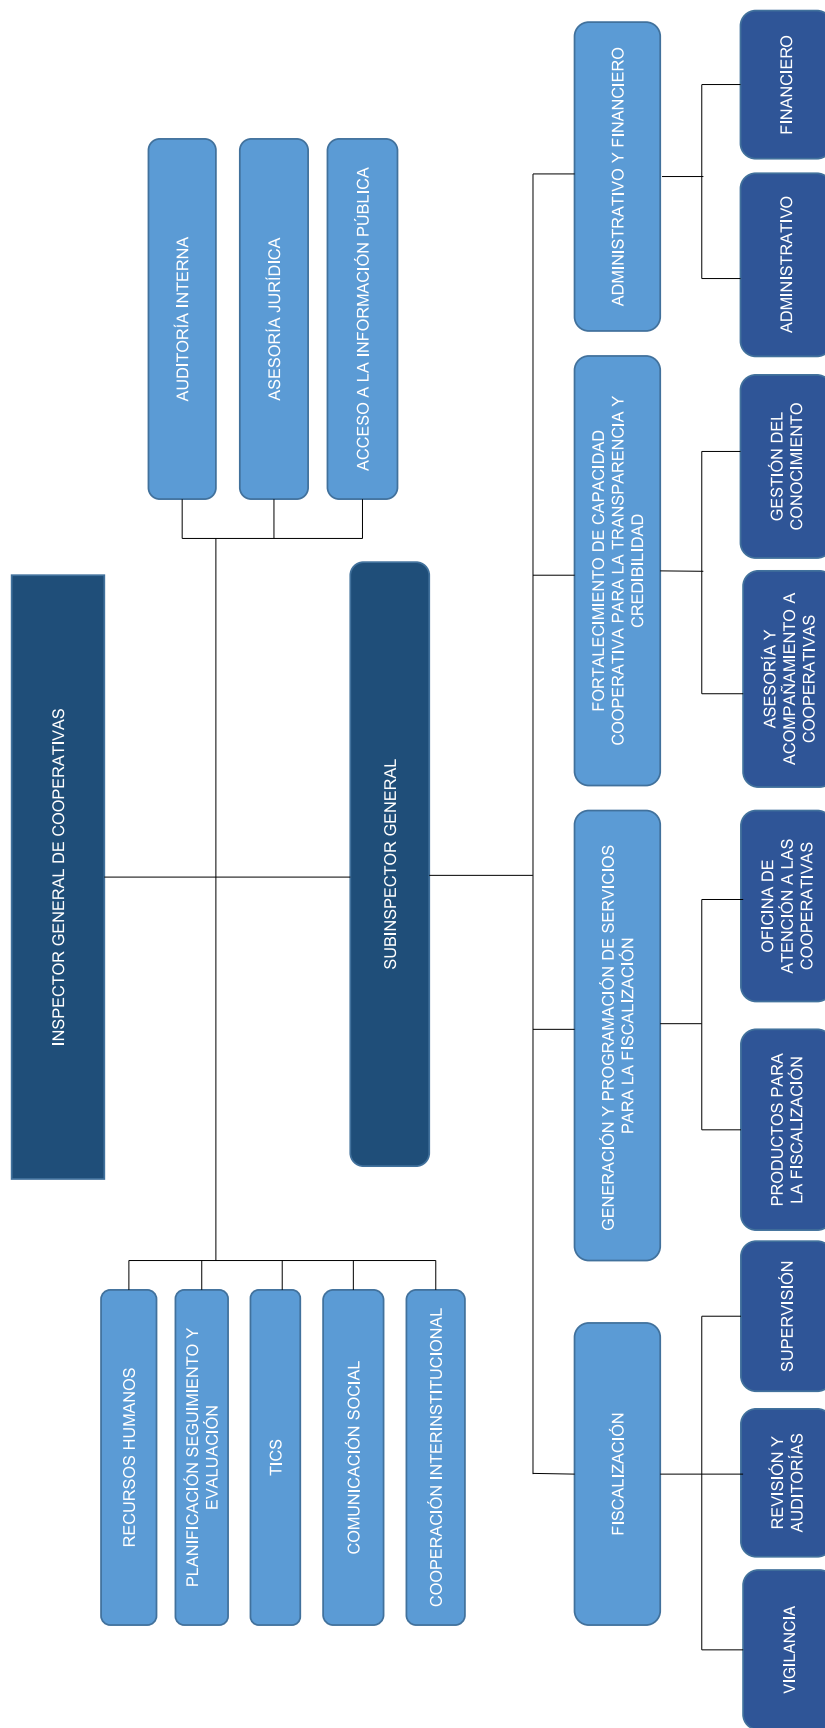 INSPECTOR GENERAL DE COOPERATIVAS
RECURSOS HUMANOS
PLANIFICACIÓN SEGUIMIENTO Y
EVALUACIÓN
TICS
COMUNICACIÓN SOCIAL
COOPERACIÓN INTERINSTITUCIONAL
AUDITORÍA INTERNA
ASESORÍA JURÍDICA
ACCESO A LA INFORMACIÓN PÚBLICA
SUBINSPECTOR GENERAL
FISCALIZACIÓN
GENERACIÓN Y PROGRAMACIÓN DE SERVICIOS
PARA LA FISCALIZACIÓN
FORTALECIMIENTO DE CAPACIDAD
COOPERATIVA PARA LA TRANSPARENCIA Y
CREDIBILIDAD
ADMINISTRATIVO Y FINANCIERO
VIGILANCIA
REVISIÓN Y
AUDITORÍAS
SUPERVISIÓN
PRODUCTOS PARA
LA FISCALIZACIÓN
OFICINA DE
ATENCIÓN A LAS
COOPERATIVAS
ASESORÍA Y
ACOMPAÑAMIENTO A
COOPERATIVAS
GESTIÓN DEL
CONOCIMIENTO
ADMINISTRATIVO
FINANCIERO